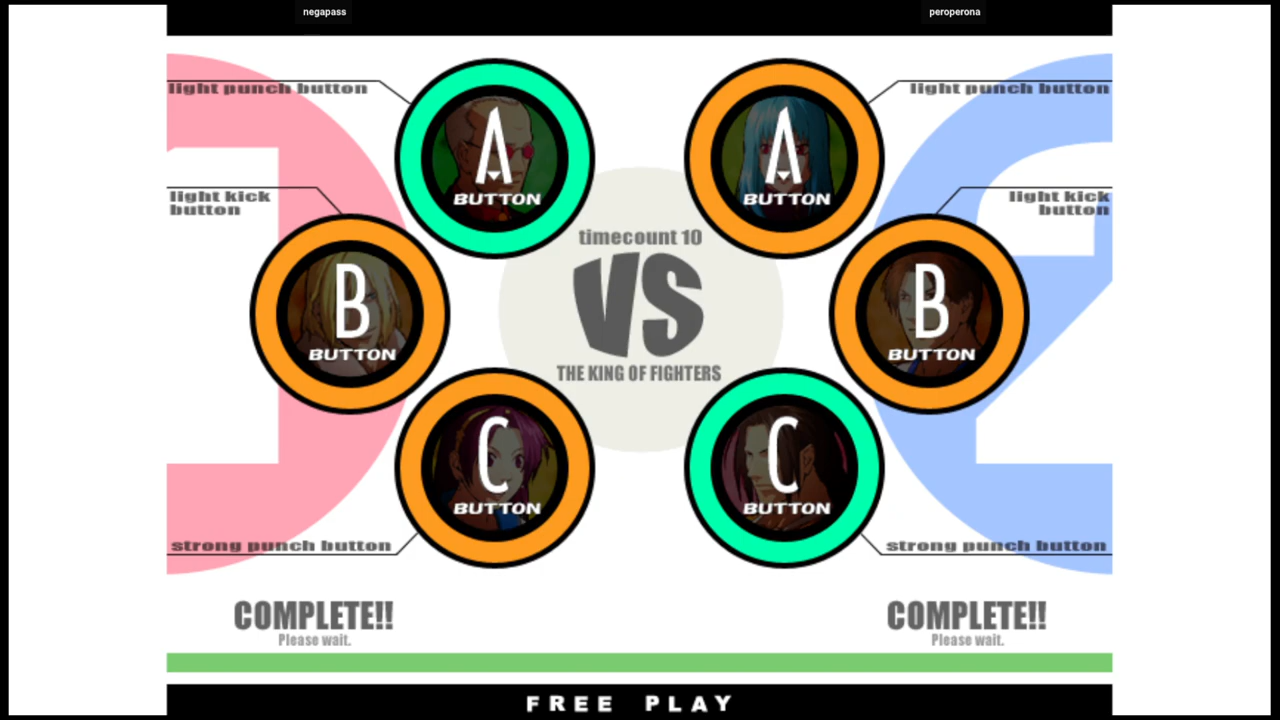 negapass
peroperona
light punch button
light punch button
A
BUTTON
A
BUTTON
light kick
button
light kick
button
timecount 10
VS
THE KING OF FIGHTERS
B
BUTTON
B
BUTTON
C
BUTTON
C
BUTTON
strong punch button
strong punch button
COMPLETE!!
Please wait.
COMPLETE!!
Please wait.
FREE PLAY